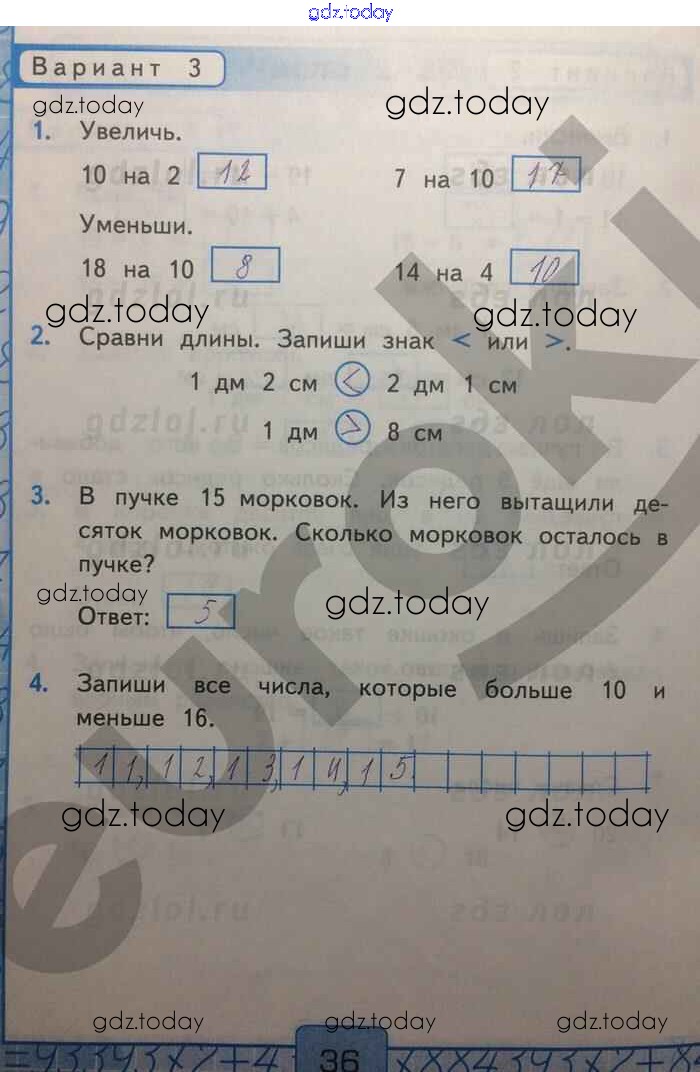 gdz.today
Вариант 3
gdz.today gdz.today
1. Увеличь.
10 на 2 12 7 на 10 17
Уменьши.
18 на 10 8 14 на 4 10
gdz.today gdz.today
2. Сравни длины. Запиши знак < или >.
1 дм 2 см < 2 дм 1 см
1 дм > 8 см
3. В пучке 15 морковок. Из него вытащили де-
сяток морковок. Сколько морковок осталось в
пучке?
gdz.today gdz.today
Ответ: 5
4. Запиши все числа, которые больше 10 и
меньше 16.
11, 12, 13, 14, 15.
gdz.today gdz.today
euroki
gdz.today gdz.today gdz.today
36